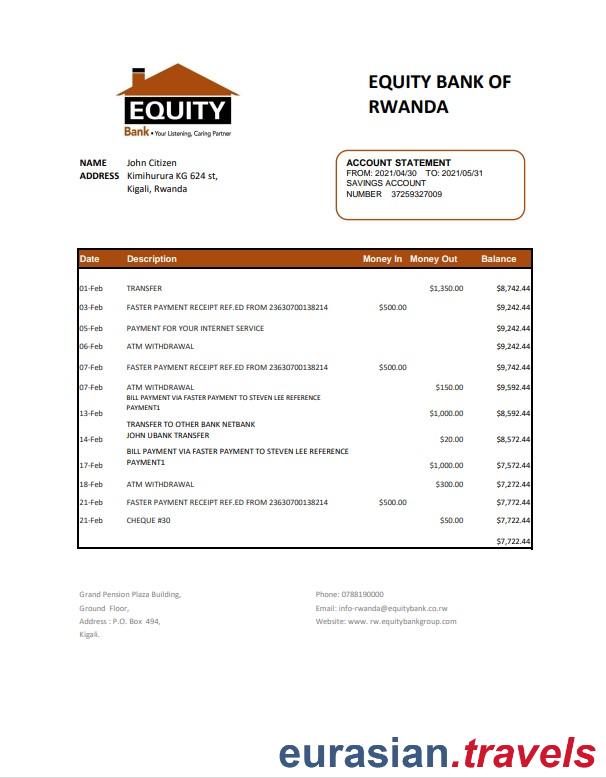 EQUITY
Bank • Your Listening, Caring Partner
EQUITY BANK OF
RWANDA
NAME John Citizen
ADDRESS Kimihurura KG 624 st,
Kigali, Rwanda
ACCOUNT STATEMENT
FROM: 2021/04/30 TO: 2021/05/31
SAVINGS ACCOUNT
NUMBER 37259327009
Date Description Money In Money Out Balance
01-Feb TRANSFER $1,350.00 $8,742.44
03-Feb FASTER PAYMENT RECEIPT REF.ED FROM 23630700138214 $500.00 $9,242.44
05-Feb PAYMENT FOR YOUR INTERNET SERVICE $9,242.44
06-Feb ATM WITHDRAWAL $9,242.44
07-Feb FASTER PAYMENT RECEIPT REF.ED FROM 23630700138214 $500.00 $9,742.44
07-Feb ATM WITHDRAWAL $150.00 $9,592.44
BILL PAYMENT VIA FASTER PAYMENT TO STEVEN LEE REFERENCE
PAYMENT1
13-Feb $1,000.00 $8,592.44
TRANSFER TO OTHER BANK NETBANK
JOHN UBANK TRANSFER
14-Feb $20.00 $8,572.44
BILL PAYMENT VIA FASTER PAYMENT TO STEVEN LEE REFERENCE
PAYMENT1
17-Feb $1,000.00 $7,572.44
18-Feb ATM WITHDRAWAL $300.00 $7,272.44
21-Feb FASTER PAYMENT RECEIPT REF.ED FROM 23630700138214 $500.00 $7,772.44
21-Feb CHEQUE #30 $50.00 $7,722.44
$7,722.44
Grand Pension Plaza Building,
Ground Floor,
Address : P.O. Box 494,
Kigali.
Phone: 0788190000
Email: info-rwanda@equitybank.co.rw
Website: www. rw.equitybankgroup.com
eurasian.travels